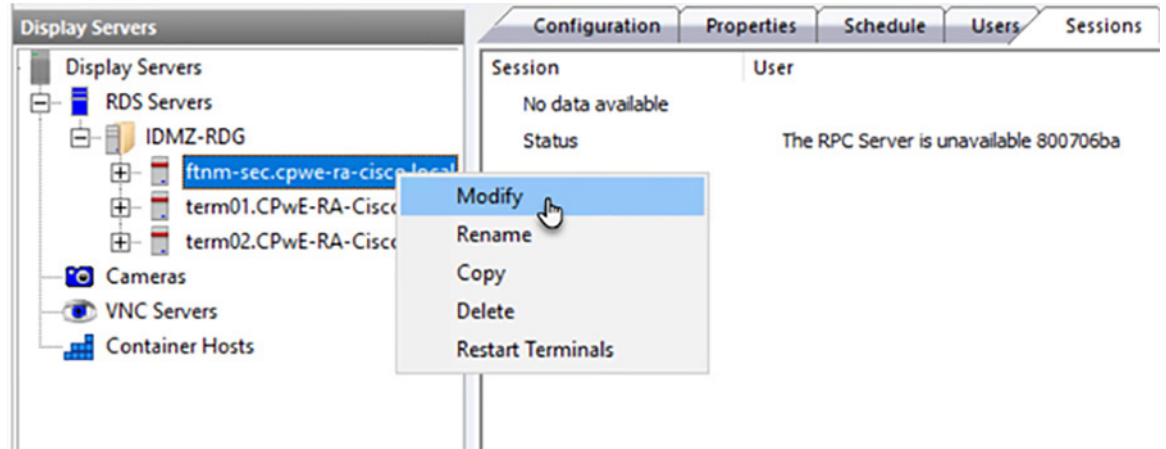 Display Servers
Configuration
Properties
Schedule
Users
Sessions
Display Servers
RDS Servers
IDMZ-RDG
ftnm-sec.cpwe-ra-cisco.local
term01.CPwE-RA-Cisc
term02.CPwE-RA-Cisc
Cameras
VNC Servers
Container Hosts
Modify
Rename
Copy
Delete
Restart Terminals
Session User
No data available
Status The RPC Server is unavailable 800706ba